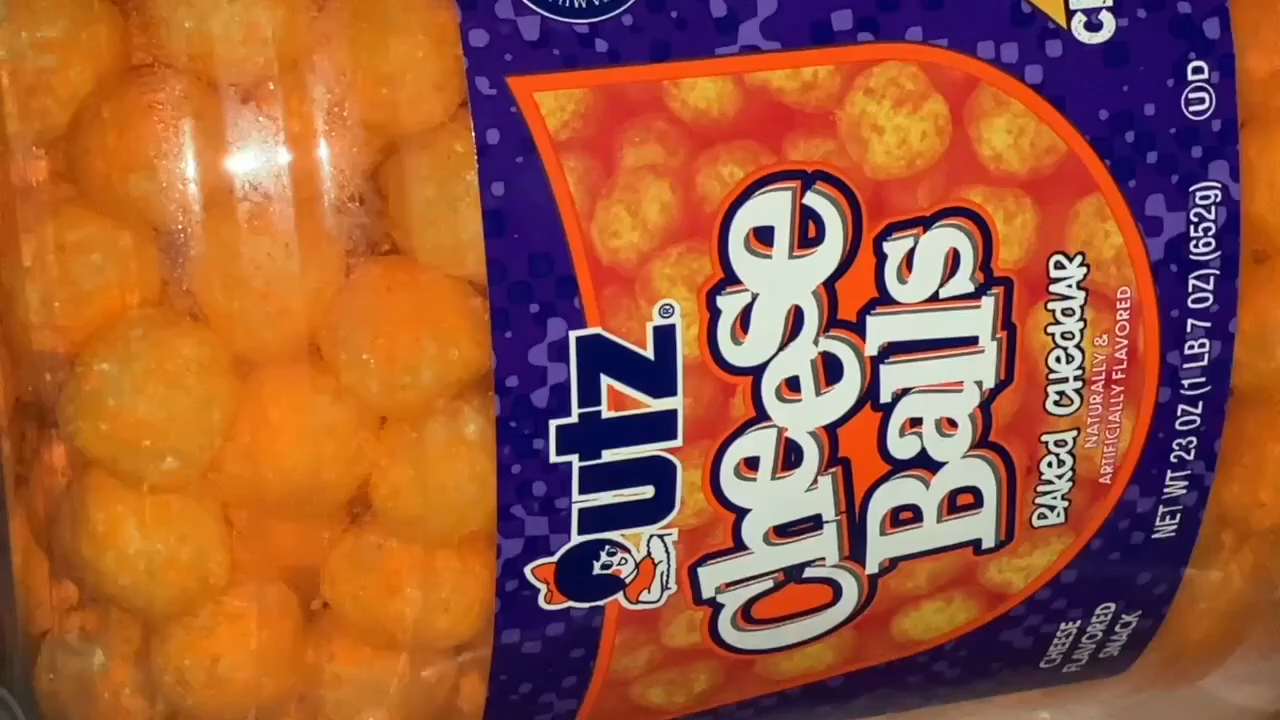 UTZ®
Cheese
Balls
BAKED CHEDDAR
NATURALLY &
ARTIFICIALLY FLAVORED
CHEESE
FLAVORED
SNACK
NET WT 23 OZ (1 LB 7 OZ) (652g)
U D